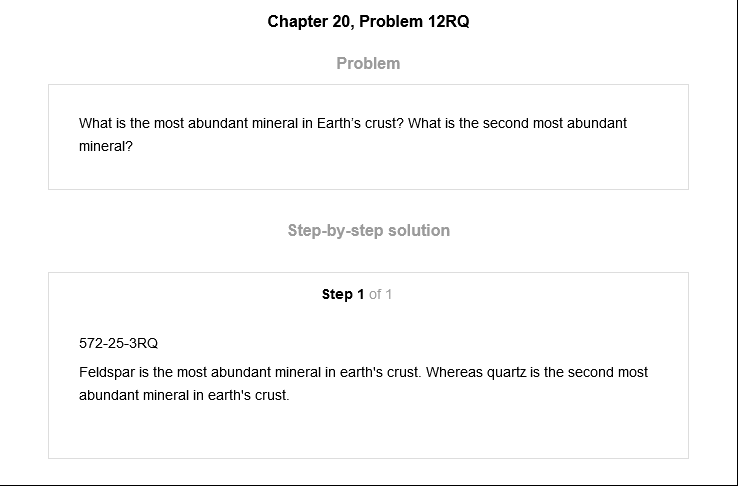 Chapter 20, Problem 12RQ
Problem
What is the most abundant mineral in Earth’s crust? What is the second most abundant
mineral?
Step-by-step solution
Step 1 of 1
572-25-3RQ
Feldspar is the most abundant mineral in earth's crust. Whereas quartz is the second most
abundant mineral in earth's crust.